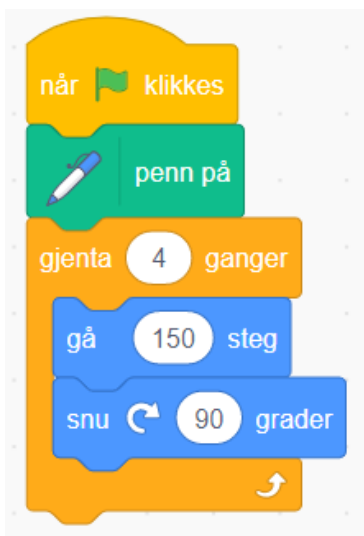 når klikkes
penn på
gjenta 4 ganger
gå 150 steg
snu 90 grader